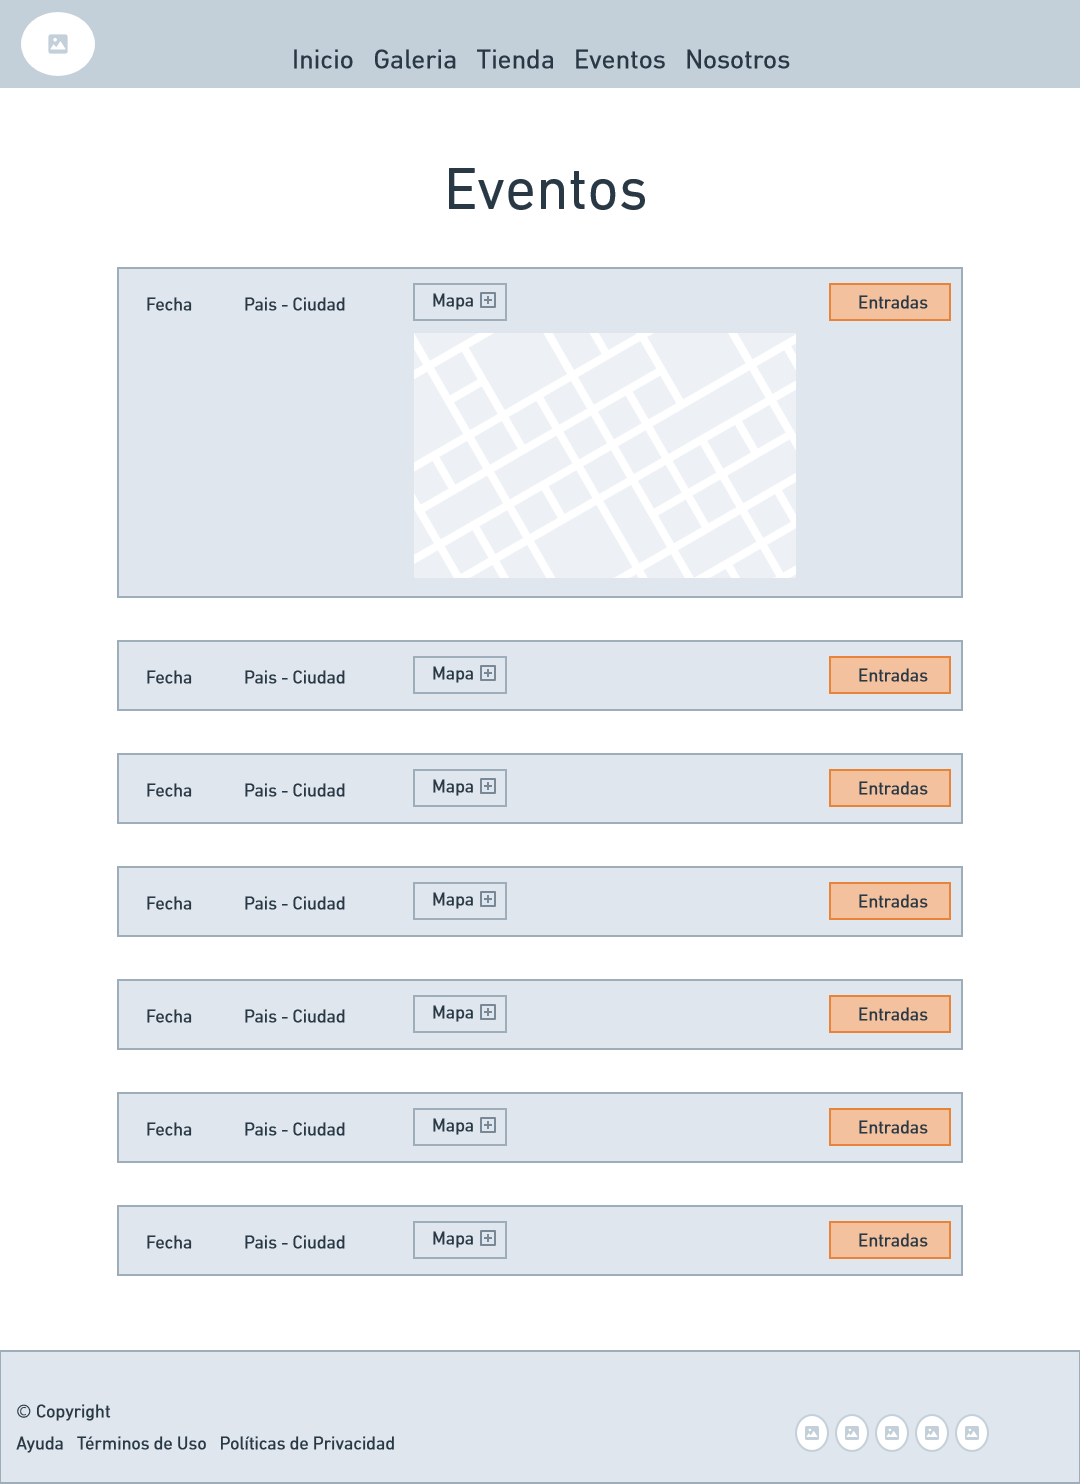 Inicio Galeria Tienda Eventos Nosotros
Eventos
Fecha Pais - Ciudad Mapa Entradas
Fecha Pais - Ciudad Mapa Entradas
Fecha Pais - Ciudad Mapa Entradas
Fecha Pais - Ciudad Mapa Entradas
Fecha Pais - Ciudad Mapa Entradas
Fecha Pais - Ciudad Mapa Entradas
Fecha Pais - Ciudad Mapa Entradas
© Copyright
Ayuda Términos de Uso Políticas de Privacidad